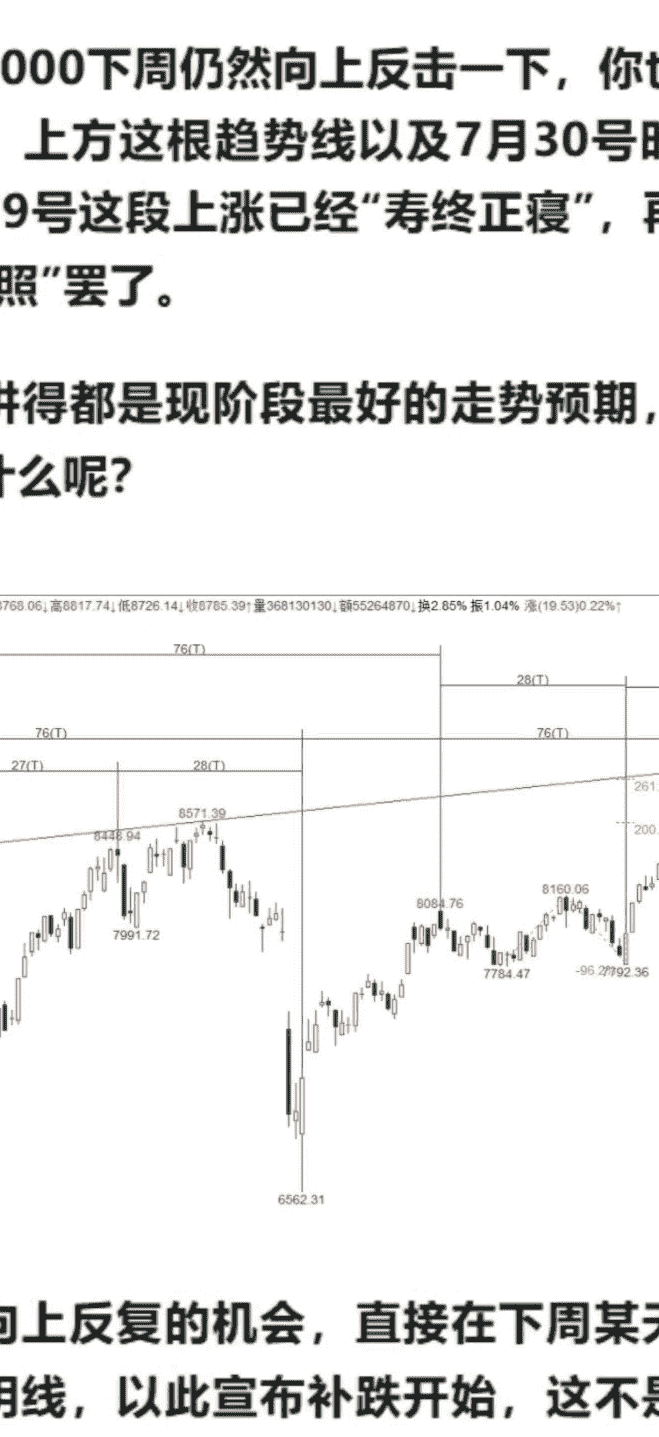 000下周仍然向上反击一下，你
上方这根趋势线以及7月30号
9号这段上涨已经“寿终正寝”，再
照”罢了。
得都是现阶段最好的走势预期，
什么呢？
8768.06↓高8817.74↓低8726.14↓收8785.39↑量368130130↓額55264870↓换2.85% 振1.04% 涨(19.53)0.22%↑
76(T)
28(T)
76(T) 76(T)
27(T) 28(T)
261.
8571.39
200.
8448.94
8084.76 8160.06
7991.72
7784.47 -96.2 7792.36
6562.31
向上反复的机会，直接在下周某
线，以此宣布补跌开始，这不是